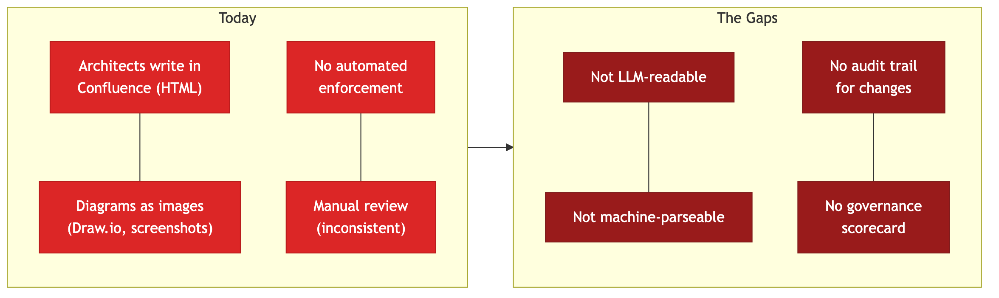 Today
Architects write in
Confluence (HTML)
No automated
enforcement
Diagrams as images
(Draw.io, screenshots)
Manual review
(inconsistent)
The Gaps
Not LLM-readable
No audit trail
for changes
Not machine-parseable
No governance
scorecard